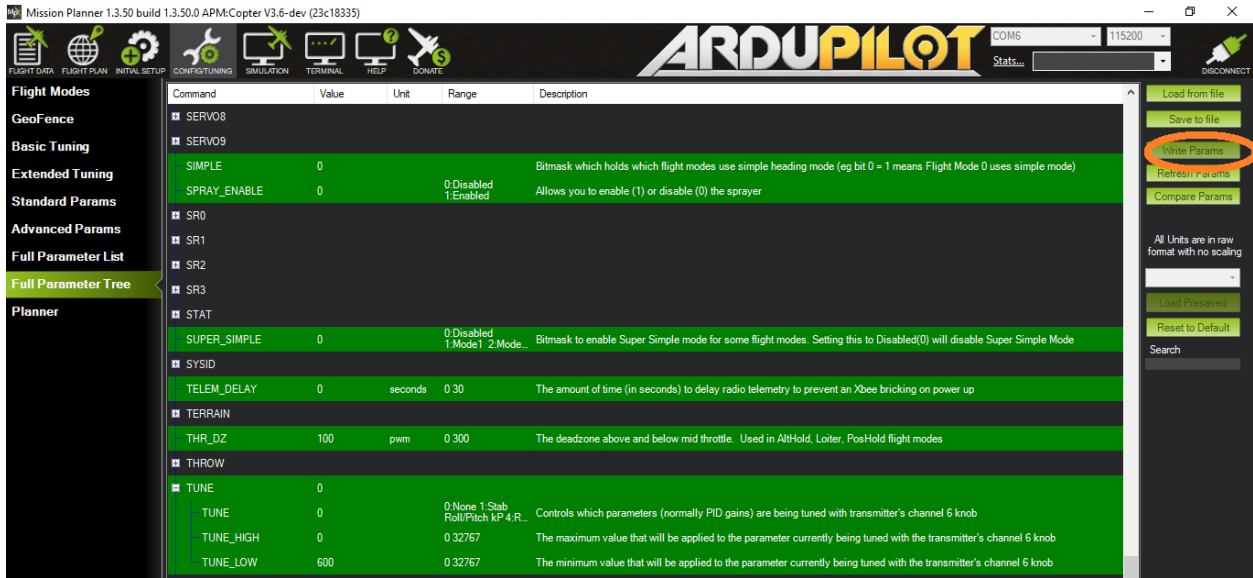 Mission Planner 1.3.50 build 1.3.50.0 APM:Copter V3.6-dev (23c18335)
FLIGHT DATA FLIGHT PLAN INITIAL SETUP CONFIG/TUNING SIMULATION TERMINAL HELP DONATE
ARDUPILOT
COM6 115200
Stats...
DISCONNECT
Flight Modes
GeoFence
Basic Tuning
Extended Tuning
Standard Params
Advanced Params
Full Parameter List
Full Parameter Tree
Planner
Command Value Unit Range Description
SERVO8
SERVO9
SIMPLE 0 Bitmask which holds which flight modes use simple heading mode (eg bit 0 = 1 means Flight Mode 0 uses simple mode)
SPRAY_ENABLE 0 0:Disabled
1:Enabled Allows you to enable (1) or disable (0) the sprayer
SR0
SR1
SR2
SR3
STAT
SUPER_SIMPLE 0 0:Disabled
1:Mode1 2:Mode... Bitmask to enable Super Simple mode for some flight modes. Setting this to Disabled(0) will disable Super Simple Mode
SYSID
TELEM_DELAY 0 seconds 0 30 The amount of time (in seconds) to delay radio telemetry to prevent an Xbee bricking on power up
TERRAIN
THR_DZ 100 pwm 0 300 The deadzone above and below mid throttle. Used in AltHold, Loiter, PosHold flight modes
THROW
TUNE 0
TUNE 0 0:None 1:Stab
Roll/Pitch kP 4:R... Controls which parameters (normally PID gains) are being tuned with transmitter's channel 6 knob
TUNE_HIGH 0 0 32767 The maximum value that will be applied to the parameter currently being tuned with the transmitter's channel 6 knob
TUNE_LOW 600 0 32767 The minimum value that will be applied to the parameter currently being tuned with the transmitter's channel 6 knob
Load from file
Save to file
Write Params
Refresh Params
Compare Params
All Units are in raw
format with no scaling
Load Presaved
Reset to Default
Search